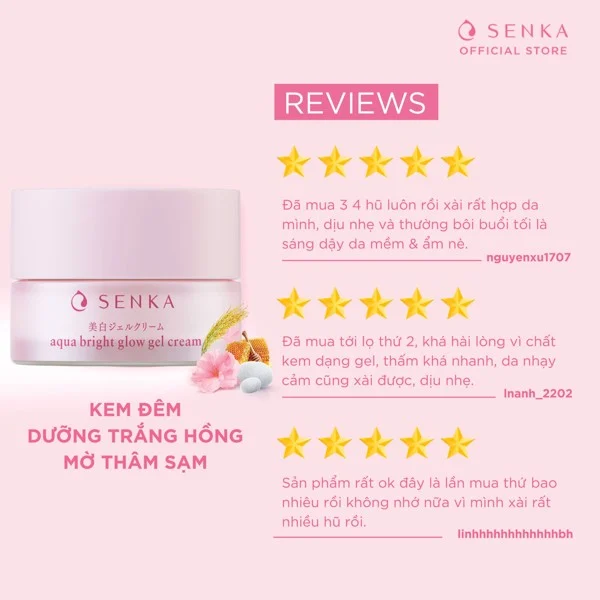 SENKA
OFFICIAL STORE
REVIEWS
Đã mua 3 4 hũ luôn rồi xài rất hợp da
mình, dịu nhẹ và thường bôi buổi tối là
sáng dậy da mềm & ẩm nè.
nguyenxu1707
Đã mua tới lọ thứ 2, khá hài lòng vì chất
kem dạng gel, thấm khá nhanh, da nhạy
cảm cũng xài được, dịu nhẹ.
lnanh_2202
Sản phẩm rất ok đây là lần mua thứ bao
nhiêu rồi không nhớ nữa vì mình xài rất
nhiều hũ rồi.
linhhhhhhhhhhhhhbh
SENKA
美白ジェルクリーム
aqua bright glow gel cream
KEM ĐÊM
DƯỠNG TRẮNG HỒNG
MỜ THÂM SẠM